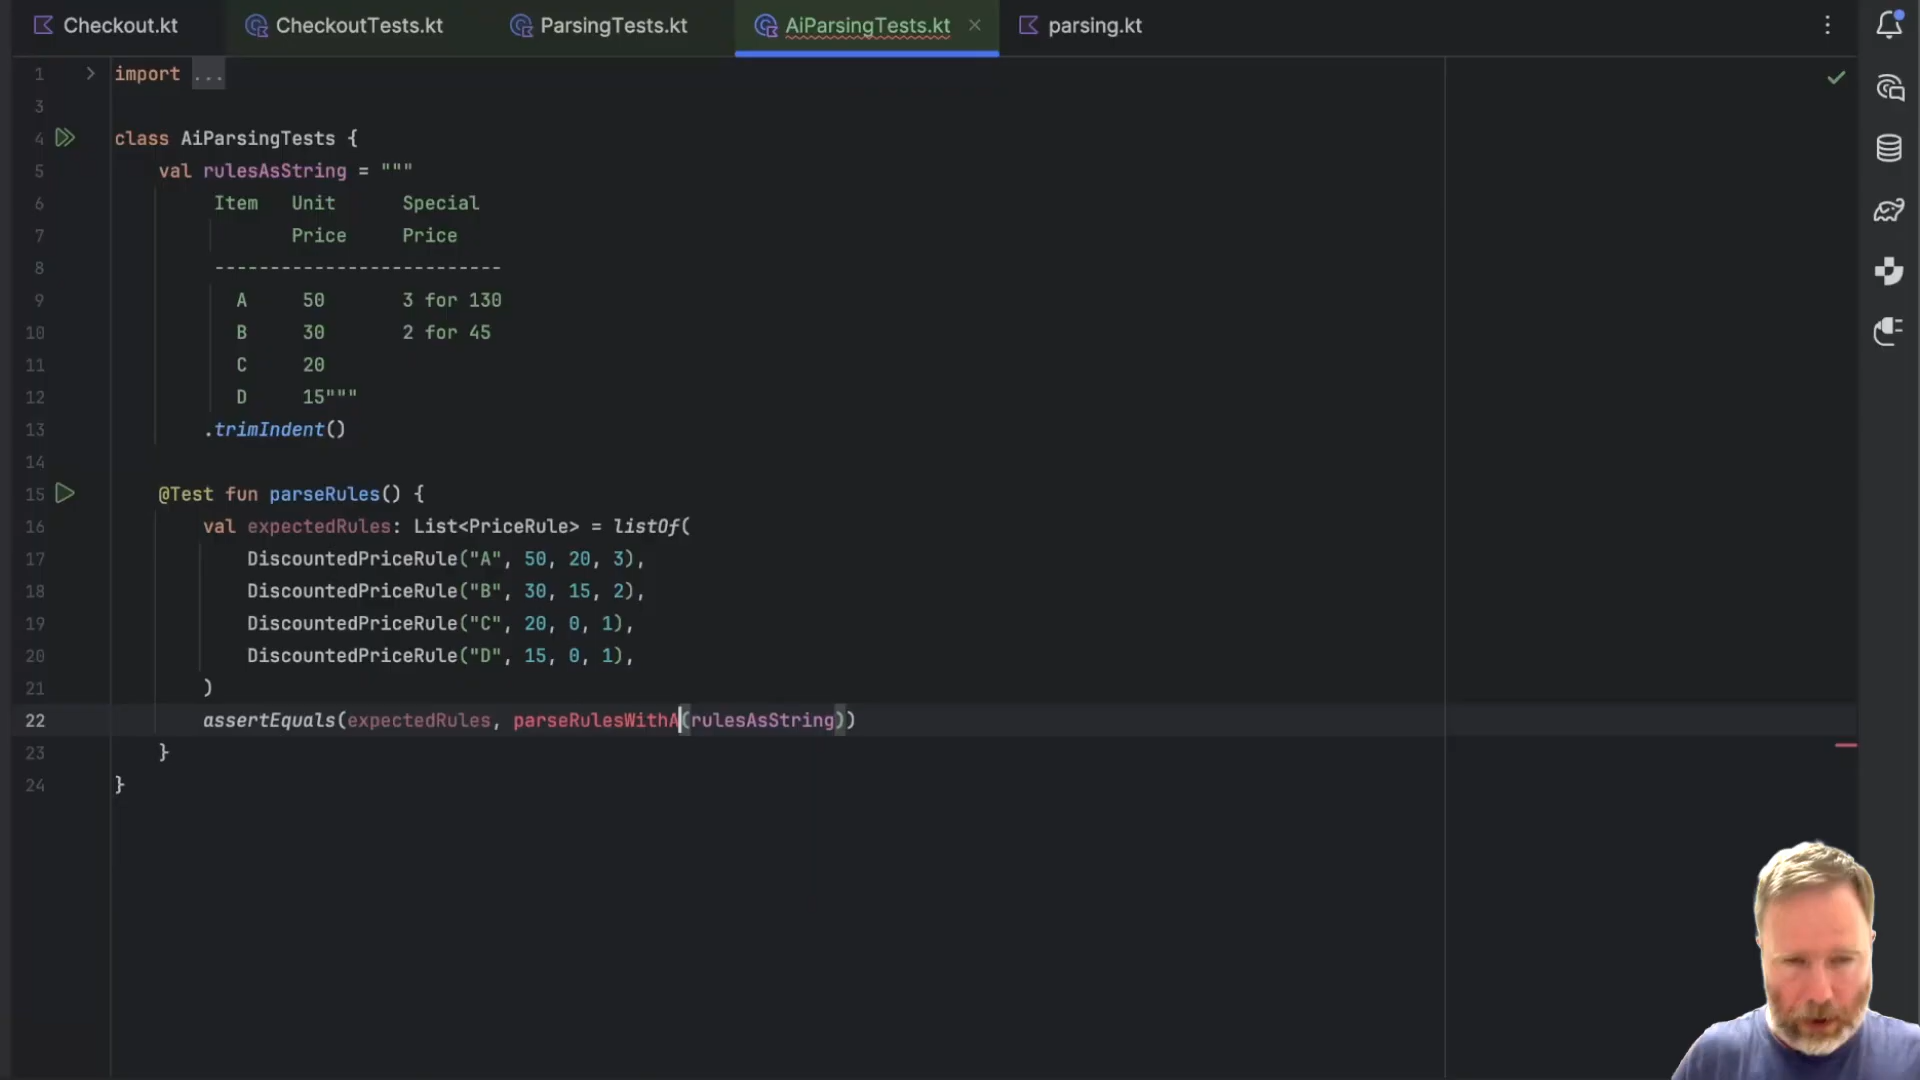 Checkout.kt CheckoutTests.kt ParsingTests.kt AiParsingTests.kt parsing.kt
1 import ...
3
4 class AiParsingTests {
5 val rulesAsString = """
6 Item Unit Special
7 Price Price
8 --------------------------
9 A 50 3 for 130
10 B 30 2 for 45
11 C 20
12 D 15"""
13 .trimIndent()
14
15 @Test fun parseRules() {
16 val expectedRules: List<PriceRule> = listOf(
17 DiscountedPriceRule("A", 50, 20, 3),
18 DiscountedPriceRule("B", 30, 15, 2),
19 DiscountedPriceRule("C", 20, 0, 1),
20 DiscountedPriceRule("D", 15, 0, 1),
21 )
22 assertEquals(expectedRules, parseRulesWithA(rulesAsString))
23 }
24 }